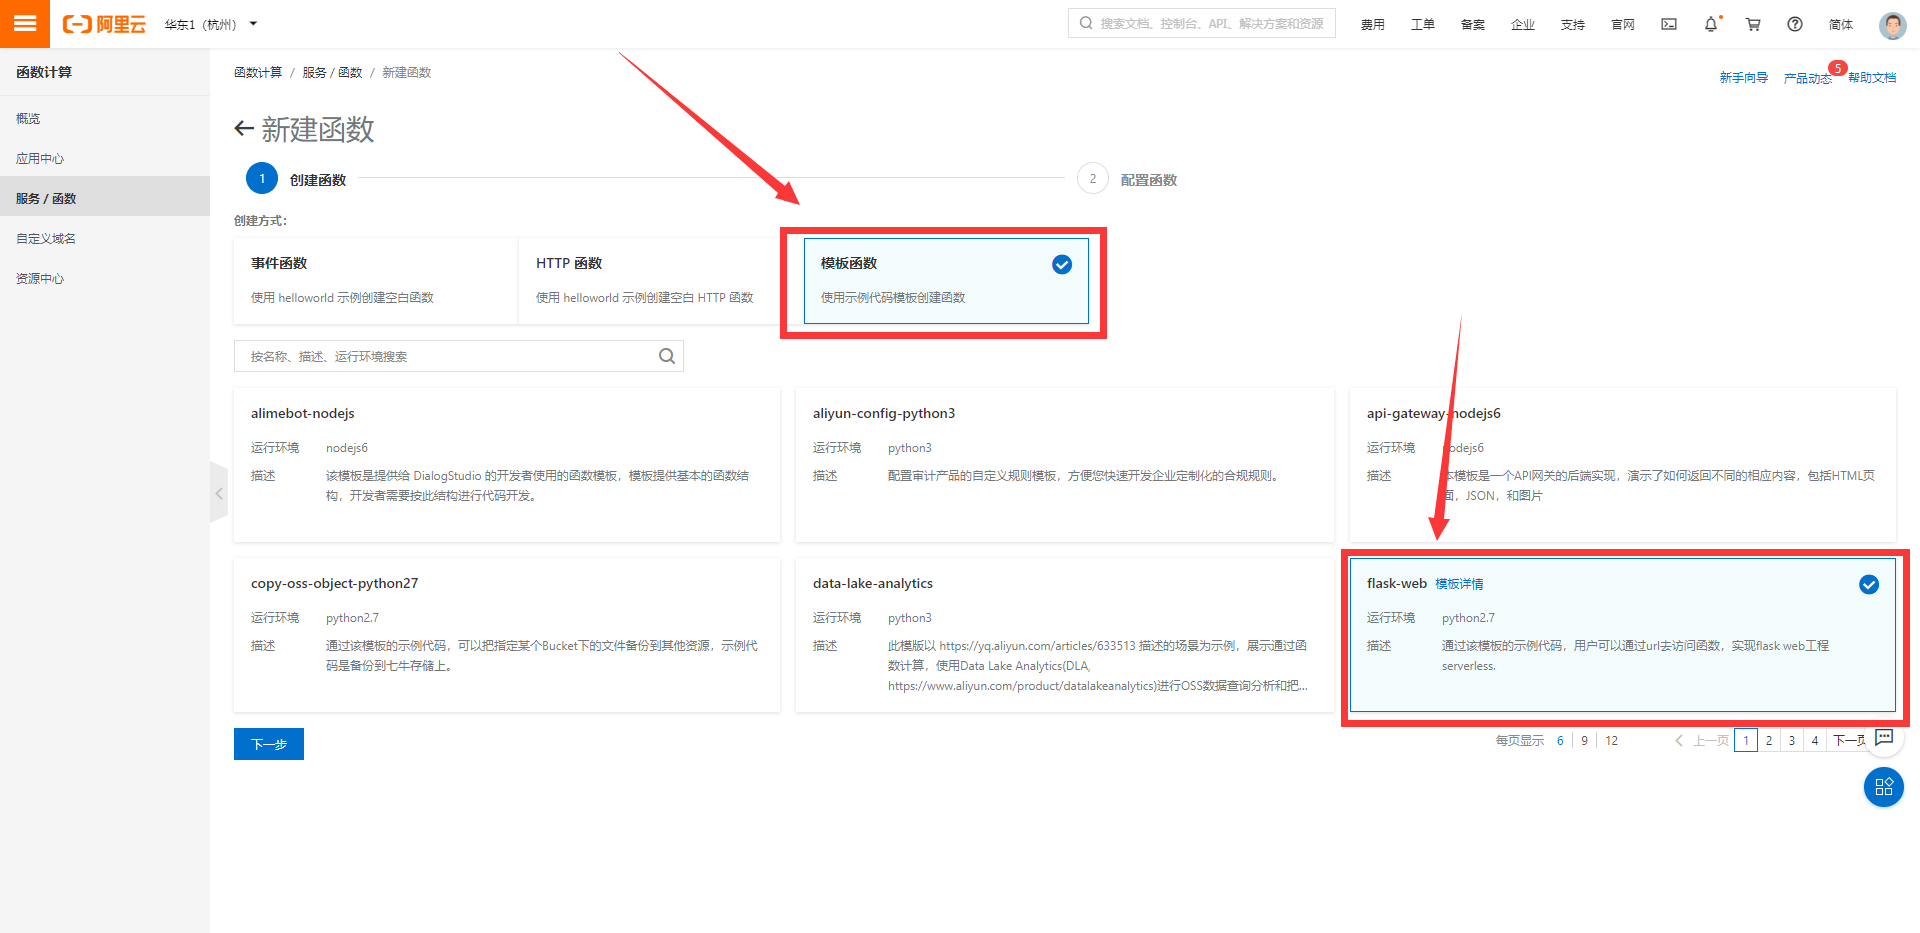 阿里云
华东1（杭州）
搜索文档、控制台、API、解决方案和资源
费用
工单
备案
企业
支持
官网
简体
函数计算
概览
应用中心
服务 / 函数
自定义域名
资源中心
函数计算 / 服务 / 函数 / 新建函数
新手向导
产品动态
5
帮助文档
新建函数
1
创建函数
2
配置函数
创建方式：
事件函数
使用 helloworld 示例创建空白函数
HTTP 函数
使用 helloworld 示例创建空白 HTTP 函数
模板函数
使用示例代码模板创建函数
按名称、描述、运行环境搜索
alimebot-nodejs
运行环境 nodejs6
描述 该模板是提供给 DialogStudio 的开发者使用的函数模板，模板提供基本的函数结
构，开发者需要按此结构进行代码开发。
aliyun-config-python3
运行环境 python3
描述 配置审计产品的自定义规则模板，方便您快速开发企业定制化的合规规则。
api-gateway-nodejs6
运行环境 nodejs6
描述 本模板是一个API网关的后端实现，演示了如何返回不同的相应内容，包括HTML页
面，JSON，和图片
copy-oss-object-python27
运行环境 python2.7
描述 通过该模板的示例代码，可以把指定某个Bucket下的文件备份到其他资源，示例代
码是备份到七牛存储上。
data-lake-analytics
运行环境 python3
描述 此模版以 https://yq.aliyun.com/articles/633513 描述的场景为示例，展示通过函
数计算，使用Data Lake Analytics(DLA,
https://www.aliyun.com/product/datalakeanalytics)进行OSS数据查询分析和把...
flask-web 模板详情
运行环境 python2.7
描述 通过该模板的示例代码，用户可以通过url去访问函数，实现flask web工程
serverless.
下一步
每页显示 6 9 12
上一页 1 2 3 4 下一页